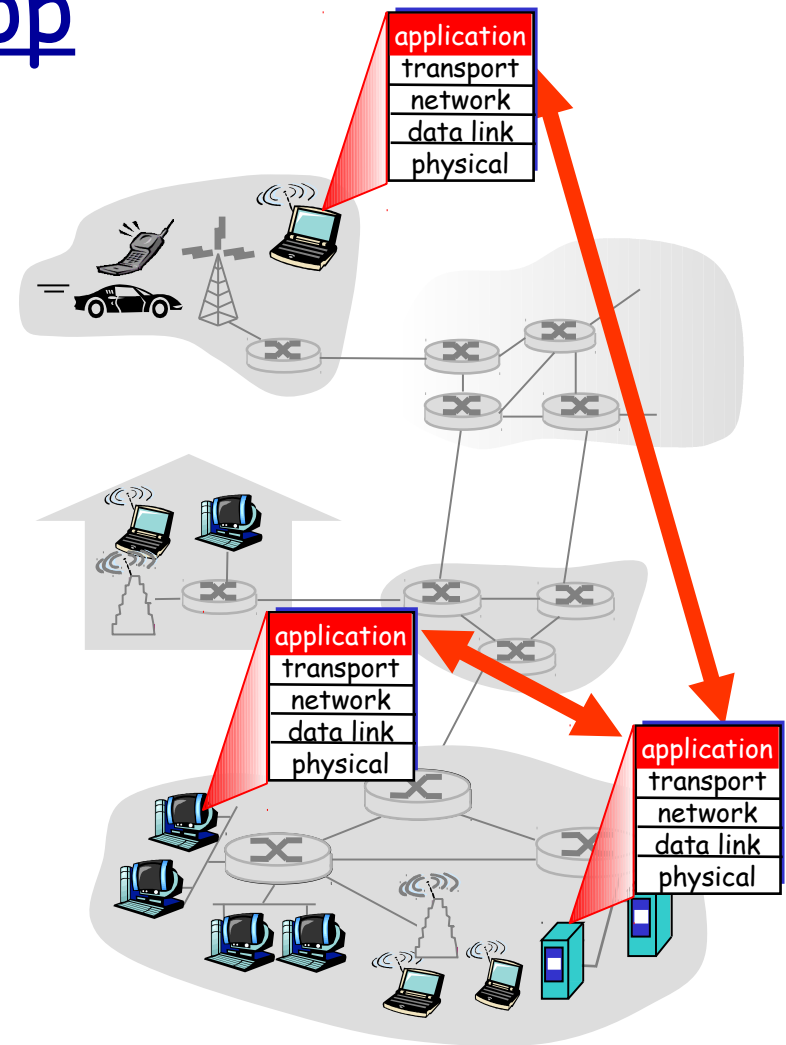 pp
application
transport
network
data link
physical
application
transport
network
data link
physical
application
transport
network
data link
physical